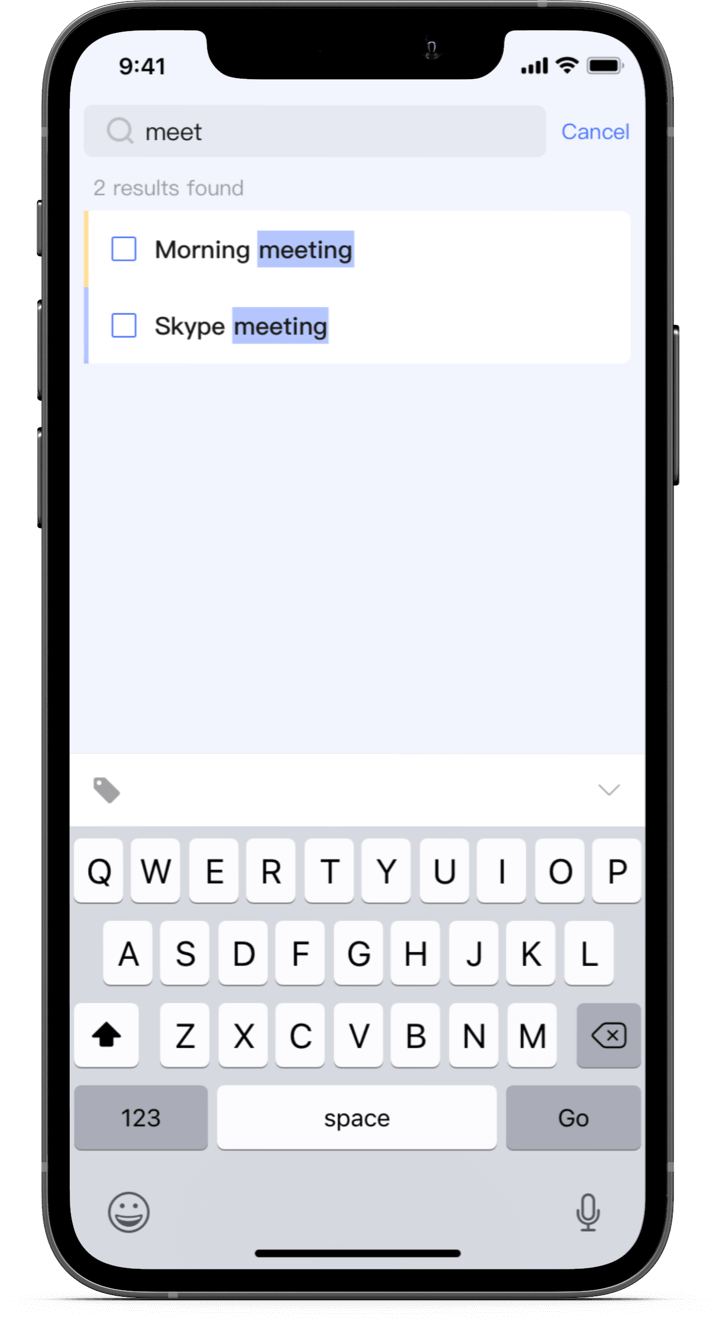 9:41
meet Cancel
2 results found
Morning meeting
Skype meeting
Q W E R T Y U I O P
A S D F G H J K L
Z X C V B N M
123 space Go